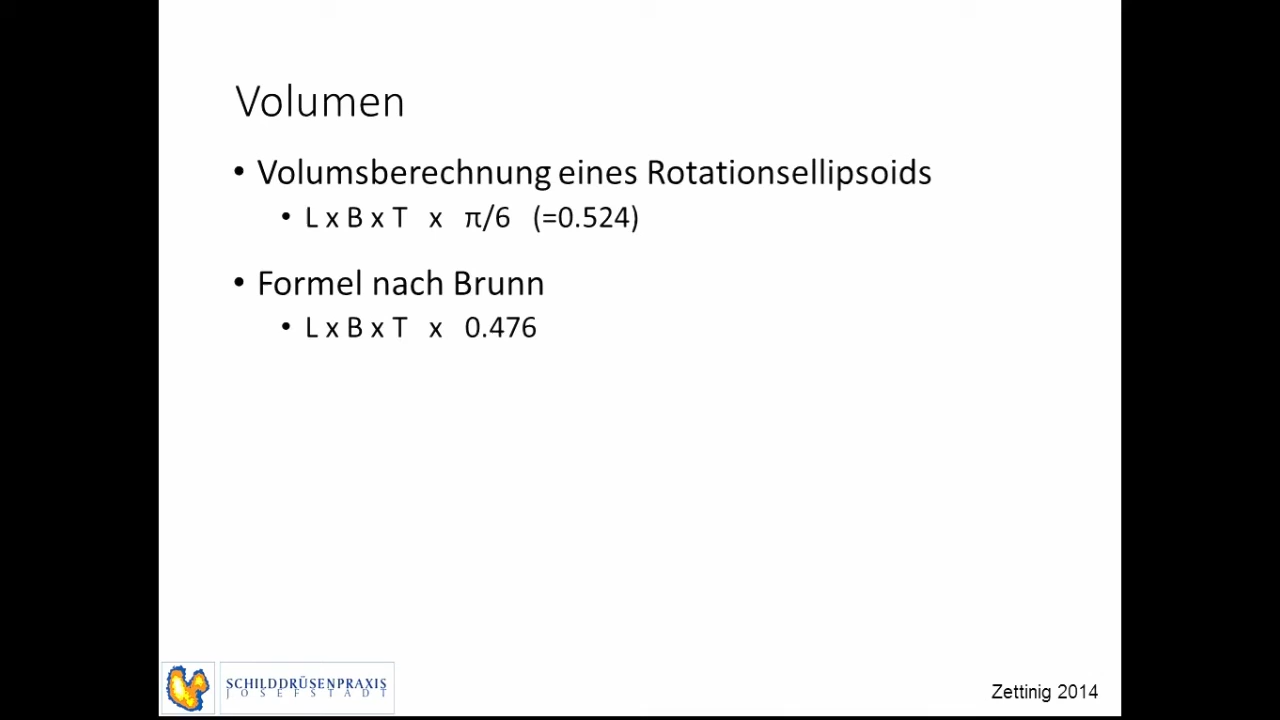 Volumen
• Volumsberechnung eines Rotationsellipsoids
• L x B x T x π/6 (=0.524)
• Formel nach Brunn
• L x B x T x 0.476
SCHILDDRÜSENPRAXIS
JOSEFSTADT
Zettinig 2014